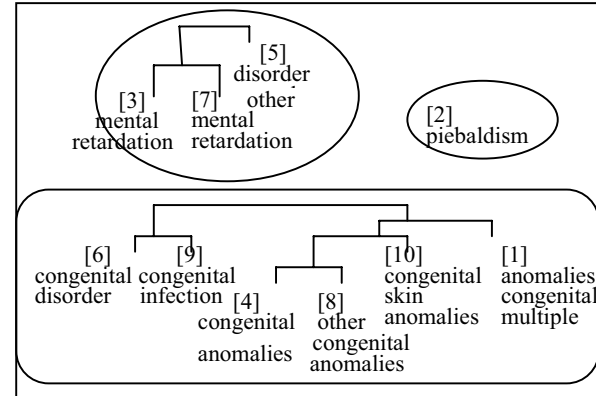 [5]
disorder
other
[3]
mental
retardation
[7]
mental
retardation
[2]
piebaldism
[6]
congenital
disorder
[9]
congenital
infection
[4]
congenital
anomalies
[8]
other
congenital
anomalies
[10]
congenital
skin
anomalies
[1]
anomalies
congenital
multiple